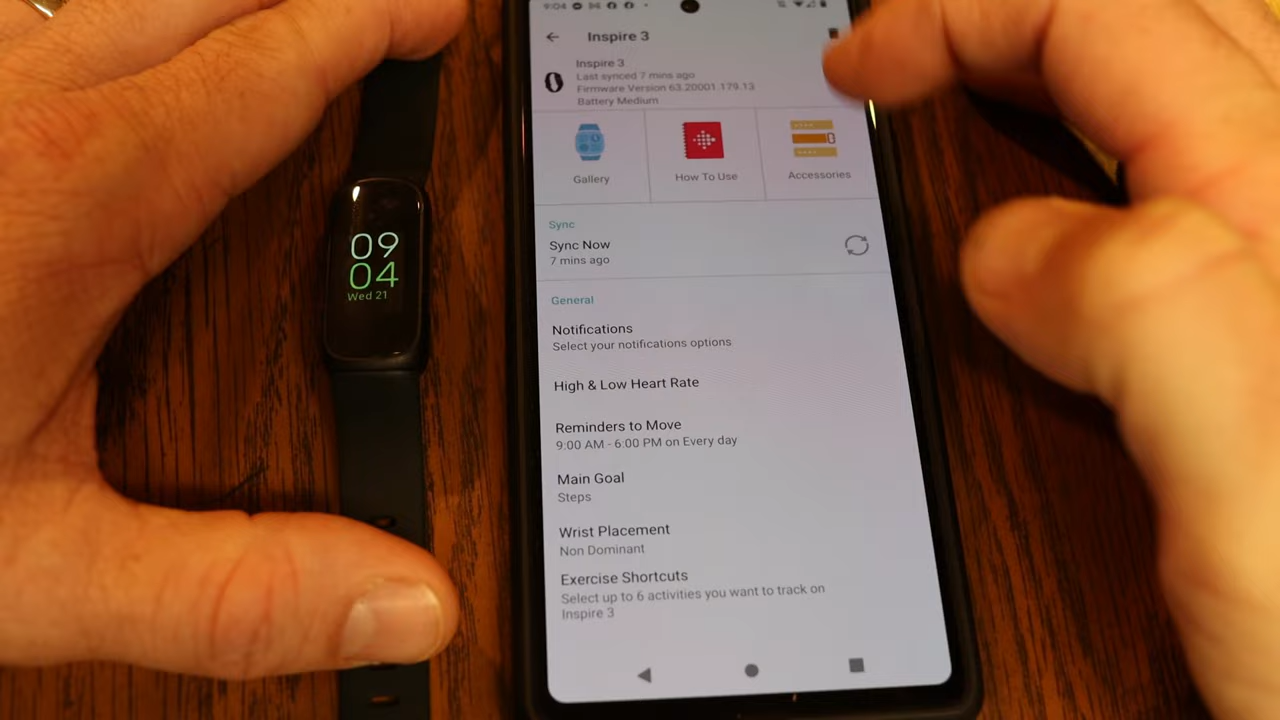 09
04
Wed 21
9:04
Inspire 3
Inspire 3
Last synced 7 mins ago
Firmware Version 63.20001.179.13
Battery Medium
Gallery
How To Use
Accessories
Sync
Sync Now
7 mins ago
General
Notifications
Select your notifications options
High & Low Heart Rate
Reminders to Move
9:00 AM - 6:00 PM on Every day
Main Goal
Steps
Wrist Placement
Non Dominant
Exercise Shortcuts
Select up to 6 activities you want to track on
Inspire 3